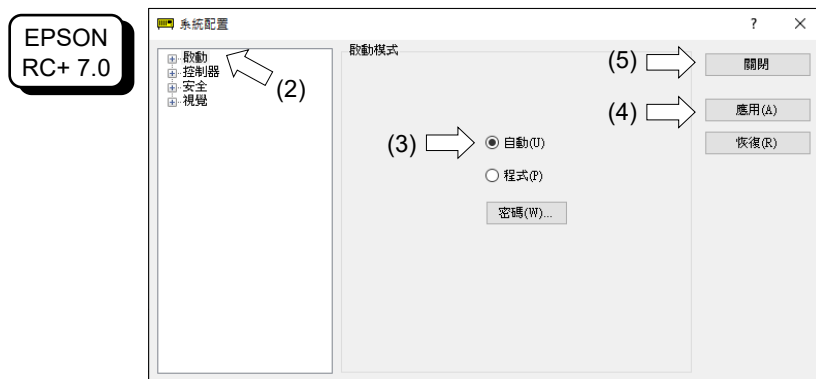 EPSON
RC+ 7.0
系統配置
?
啟動
控制器
安全
視覺
(2)
啟動模式
(3)
自動(U)
程式(P)
密碼(W)...
(5)
關閉
(4)
應用(A)
恢復(R)